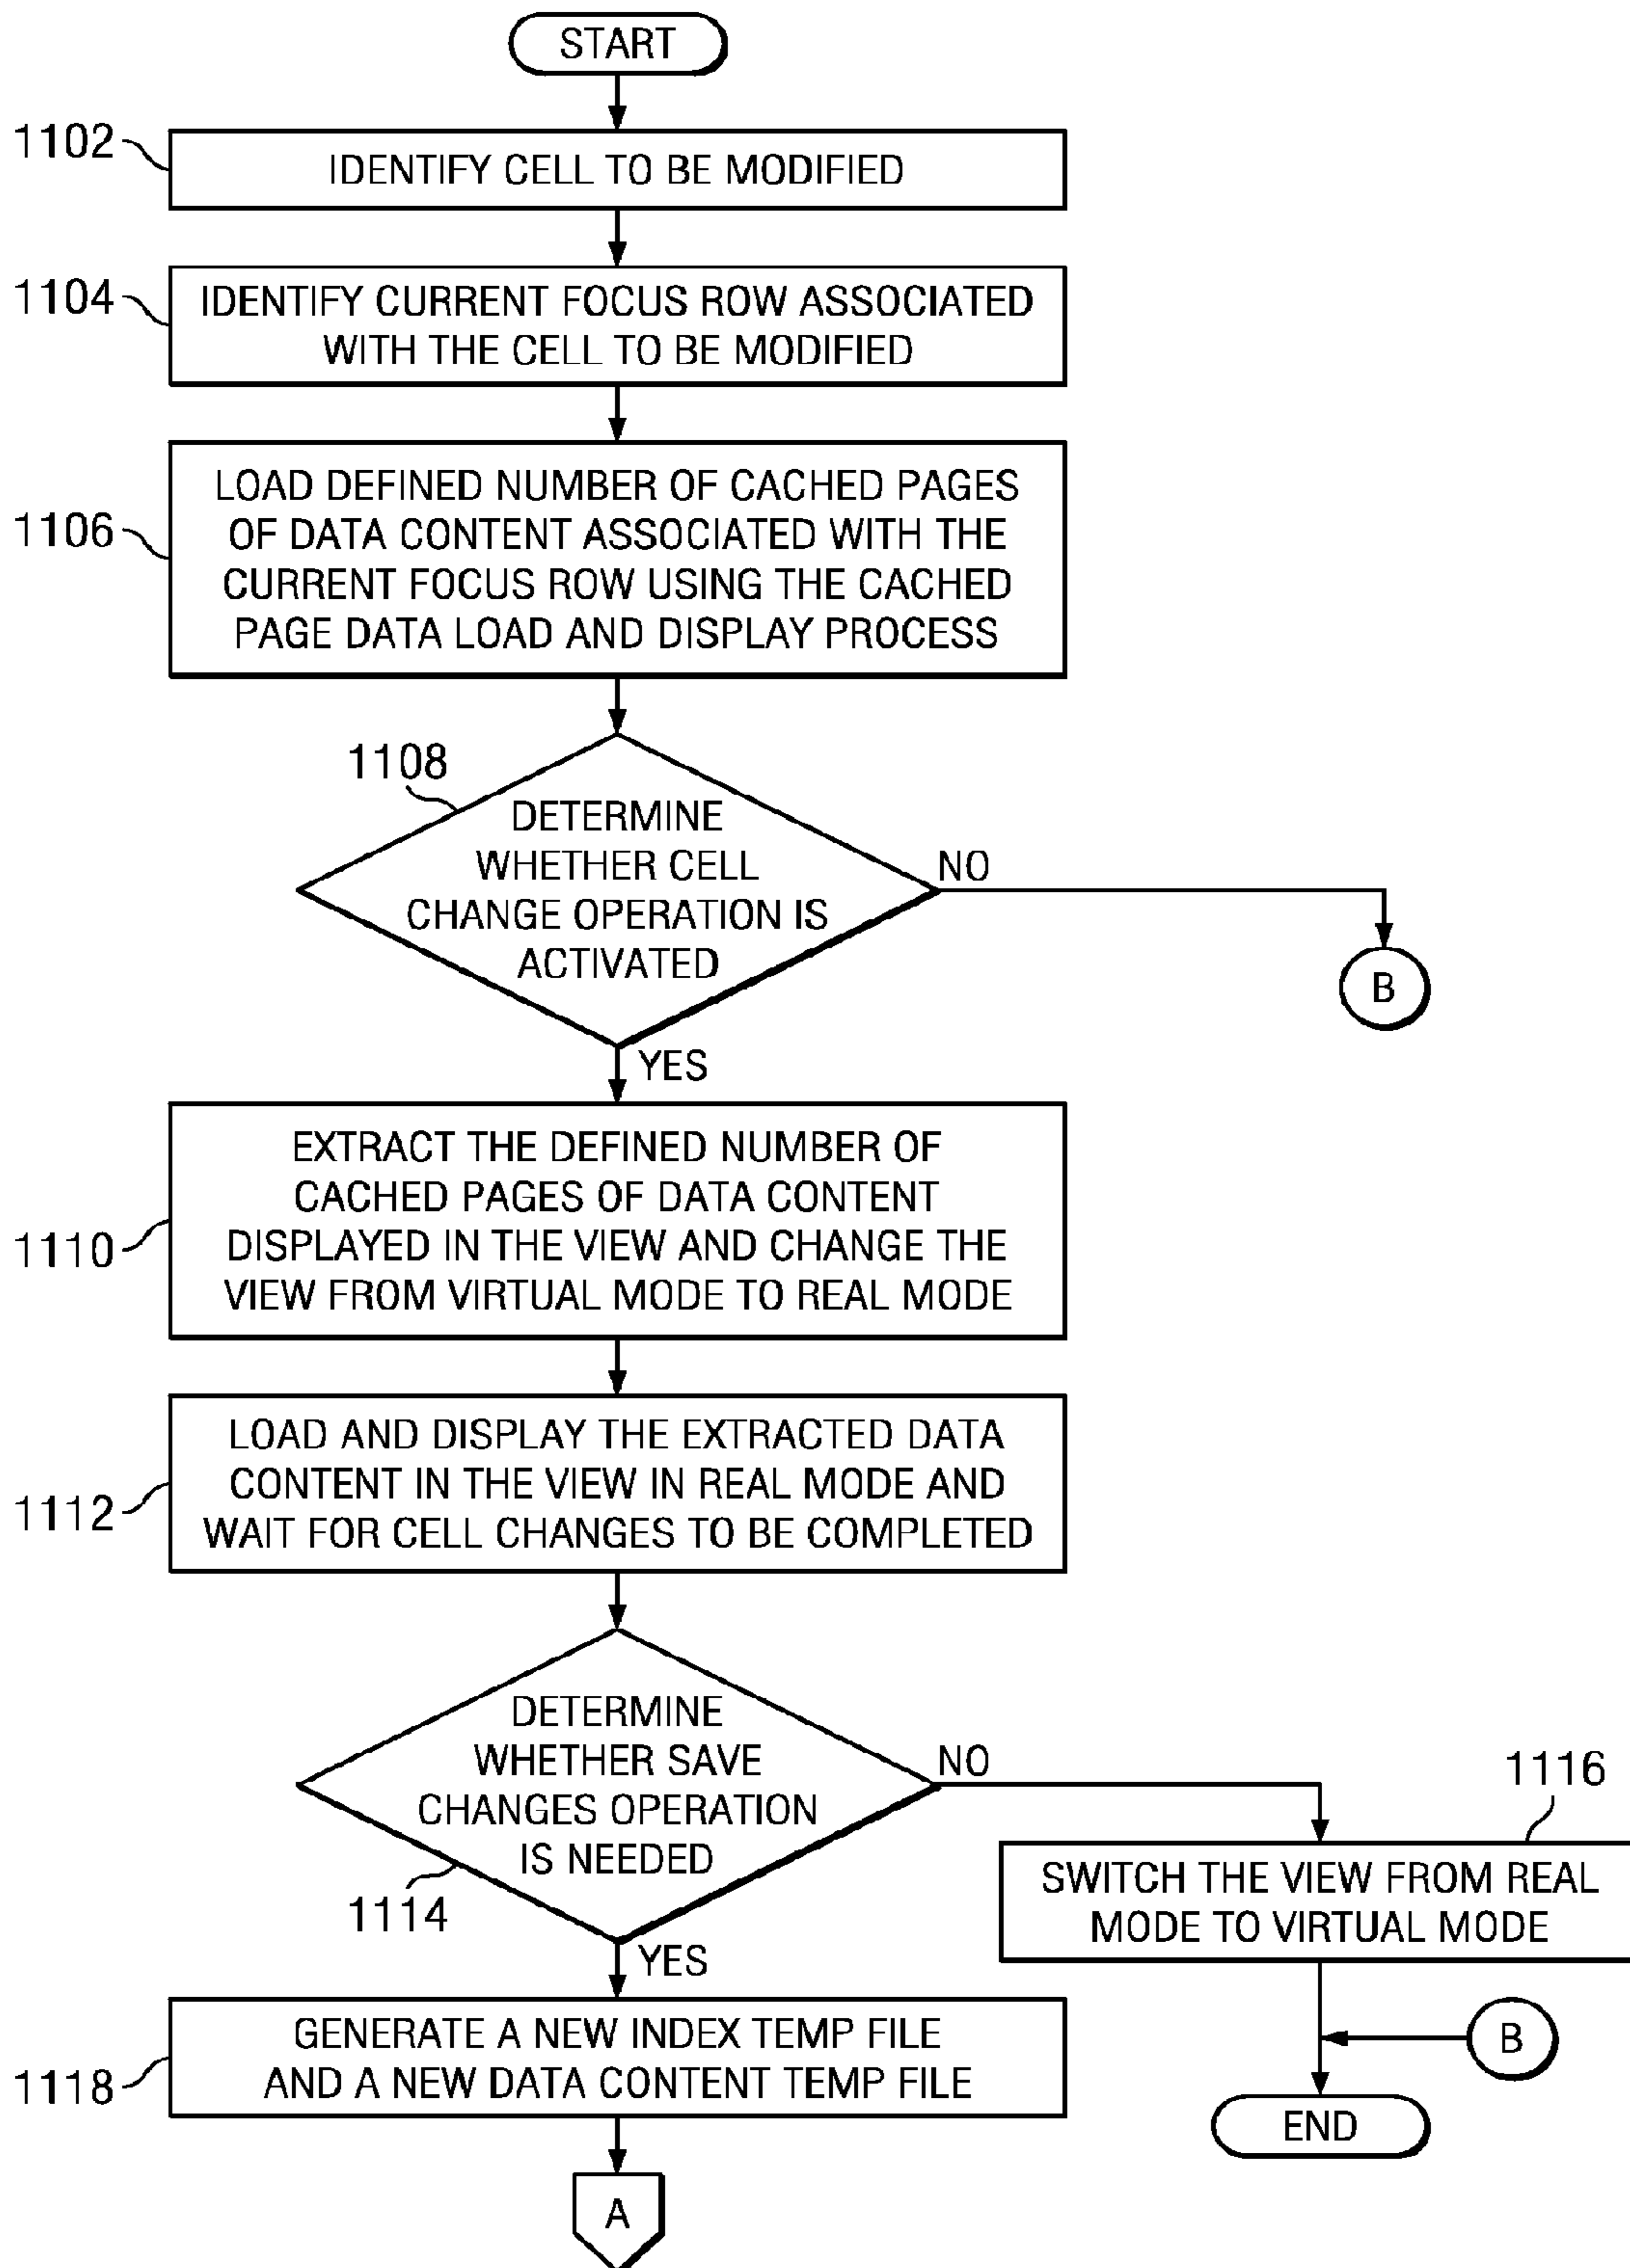 START
1102
IDENTIFY CELL TO BE MODIFIED
1104
IDENTIFY CURRENT FOCUS ROW ASSOCIATED
WITH THE CELL TO BE MODIFIED
1106
LOAD DEFINED NUMBER OF CACHED PAGES
OF DATA CONTENT ASSOCIATED WITH THE
CURRENT FOCUS ROW USING THE CACHED
PAGE DATA LOAD AND DISPLAY PROCESS
1108
DETERMINE
WHETHER CELL
CHANGE OPERATION IS
ACTIVATED
NO
B
YES
1110
EXTRACT THE DEFINED NUMBER OF
CACHED PAGES OF DATA CONTENT
DISPLAYED IN THE VIEW AND CHANGE THE
VIEW FROM VIRTUAL MODE TO REAL MODE
1112
LOAD AND DISPLAY THE EXTRACTED DATA
CONTENT IN THE VIEW IN REAL MODE AND
WAIT FOR CELL CHANGES TO BE COMPLETED
DETERMINE
WHETHER SAVE
CHANGES OPERATION
IS NEEDED
1114
NO
1116
SWITCH THE VIEW FROM REAL
MODE TO VIRTUAL MODE
YES
1118
GENERATE A NEW INDEX TEMP FILE
AND A NEW DATA CONTENT TEMP FILE
B
END
A